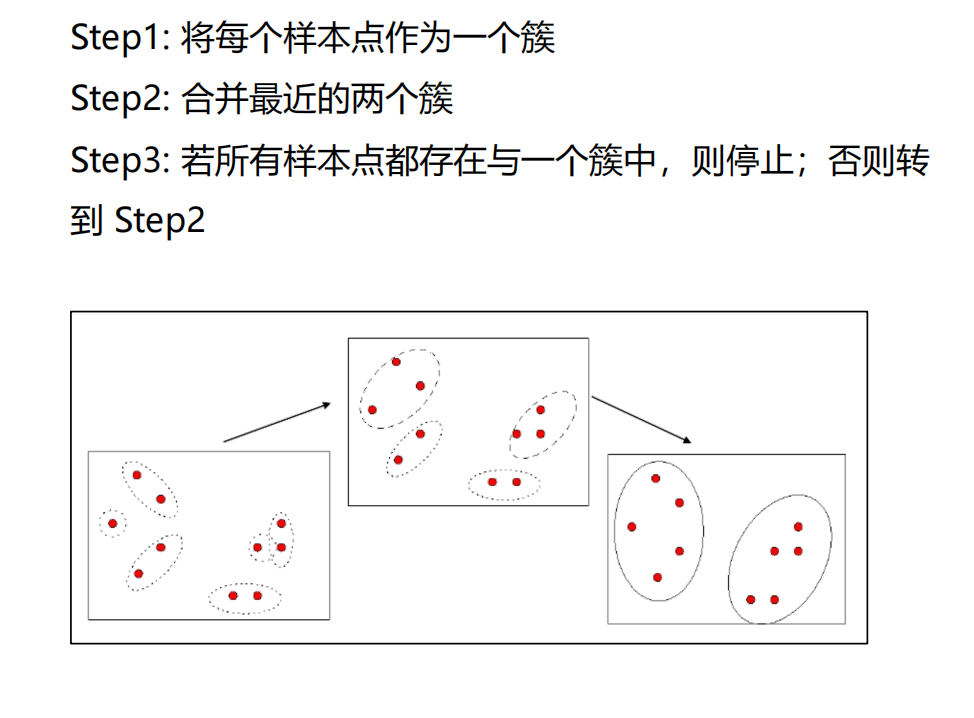 Step1: 将每个样本点作为一个簇
Step2: 合并最近的两个簇
Step3: 若所有样本点都存在与一个簇中，则停止；否则转
到 Step2